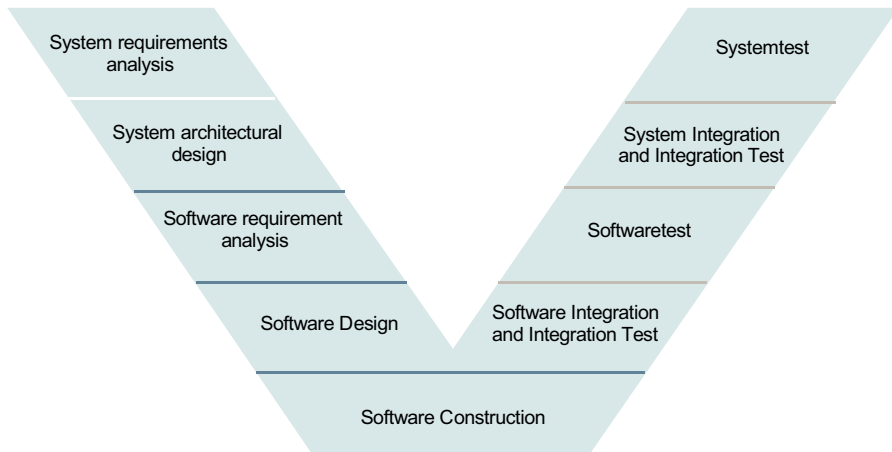 System requirements
analysis
System architectural
design
Software requirement
analysis
Software Design
Software Construction
Software Integration
and Integration Test
Softwaretest
System Integration
and Integration Test
Systemtest